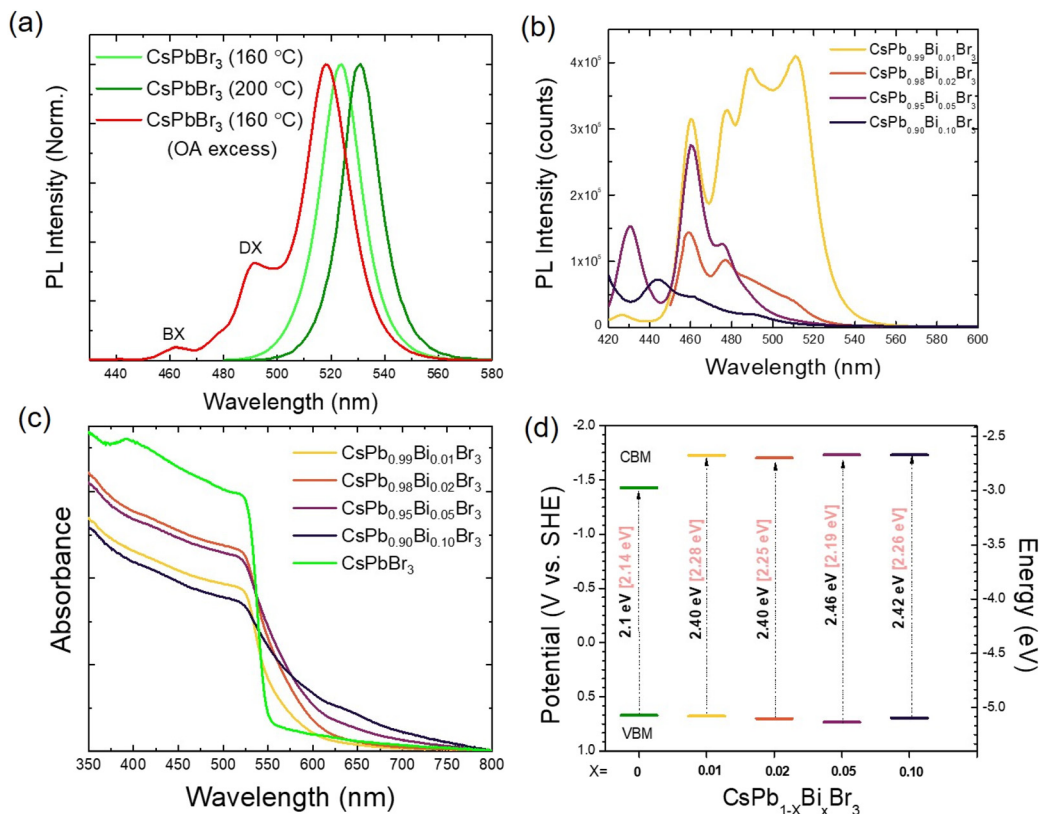 (a)
CsPbBr₃ (160 °C)
CsPbBr₃ (200 °C)
CsPbBr₃ (160 °C)
(OA excess)
DX
BX
PL Intensity (Norm.)
440 460 480 500 520 540 560 580
Wavelength (nm)
(b)
CsPb₀.₉₉Bi₀.₀₁Br₃
CsPb₀.₉₈Bi₀.₀₂Br₃
CsPb₀.₉₅Bi₀.₀₅Br₃
CsPb₀.₉₀Bi₀.₁₀Br₃
PL Intensity (counts)
4x10⁵
3x10⁵
2x10⁵
1x10⁵
0
420 440 460 480 500 520 540 560 580 600
Wavelength (nm)
(c)
CsPb₀.₉₉Bi₀.₀₁Br₃
CsPb₀.₉₈Bi₀.₀₂Br₃
CsPb₀.₉₅Bi₀.₀₅Br₃
CsPb₀.₉₀Bi₀.₁₀Br₃
CsPbBr₃
Absorbance
350 400 450 500 550 600 650 700 750 800
Wavelength (nm)
(d)
Potential (V vs. SHE)
-2.0
-1.5
-1.0
-0.5
0.0
0.5
1.0
CBM
VBM
2.1 eV [2.14 eV]
2.40 eV [2.28 eV]
2.40 eV [2.25 eV]
2.46 eV [2.19 eV]
2.42 eV [2.26 eV]
-2.5
-3.0
-3.5
-4.0
-4.5
-5.0
Energy (eV)
X= 0 0.01 0.02 0.05 0.10
CsPb₁₋ₓBiₓBr₃